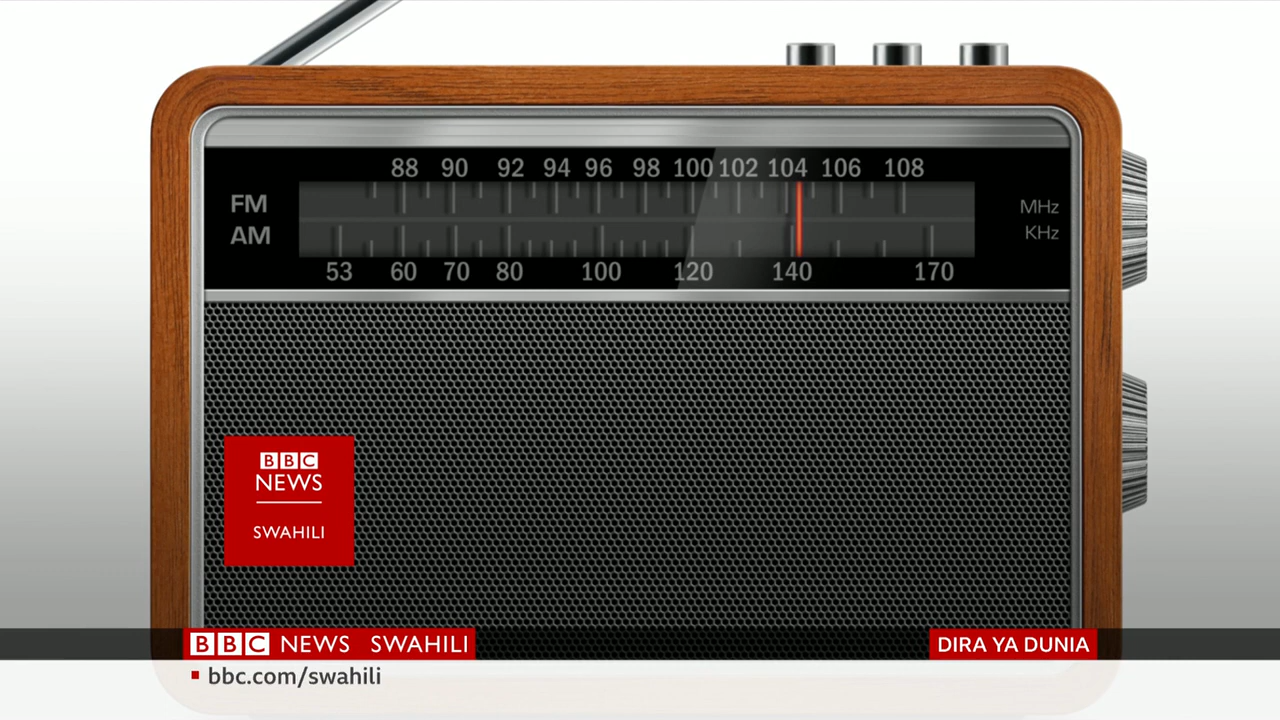 88 90 92 94 96 98 100 102 104 106 108
FM MHz
AM KHz
53 60 70 80 100 120 140 170
BBC
NEWS
SWAHILI
BBC NEWS SWAHILI
DIRA YA DUNIA
bbc.com/swahili